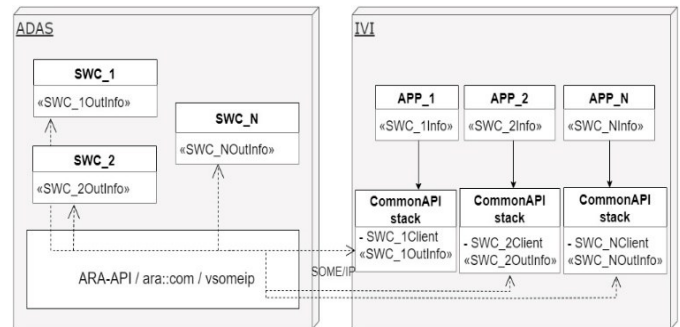 ADAS
SWC_1
«SWC_1OutInfo»
SWC_2
«SWC_2OutInfo»
SWC_N
«SWC_NOutInfo»
ARA-API / ara::com / vsomeip
SOME/IP
IVI
APP_1
«SWC_1Info»
APP_2
«SWC_2Info»
APP_N
«SWC_NInfo»
CommonAPI
stack
- SWC_1Client
«SWC_1OutInfo»
CommonAPI
stack
- SWC_2Client
«SWC_2OutInfo»
CommonAPI
stack
- SWC_NClient
«SWC_NOutInfo»